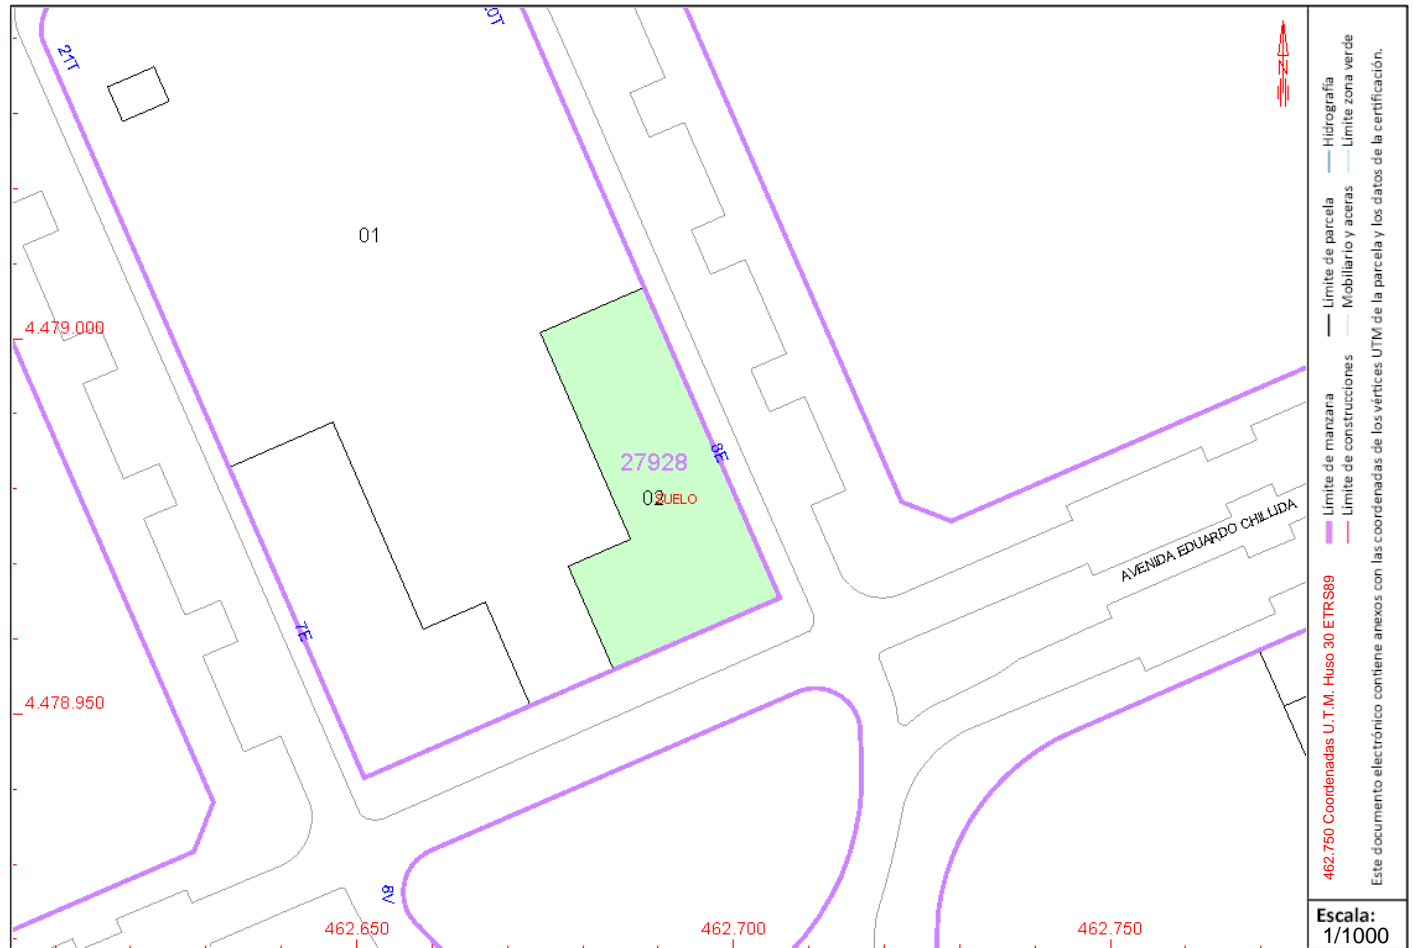 21T
20T
N
01
4.479.000
27928
8E
02
SUELO
AVENIDA EDUARDO CHILLIDA
7E
4.478.950
8V
462.650
462.700
462.750
Hidrografía
Límite zona verde
Límite de parcela
Mobiliario y aceras
Límite de manzana
Límite de construcciones
462.750 Coordenadas U.T.M. Huso 30 ETRS89
Este documento electrónico contiene anexos con las coordenadas de los vértices UTM de la parcela y los datos de la certificación.
Escala:
1/1000